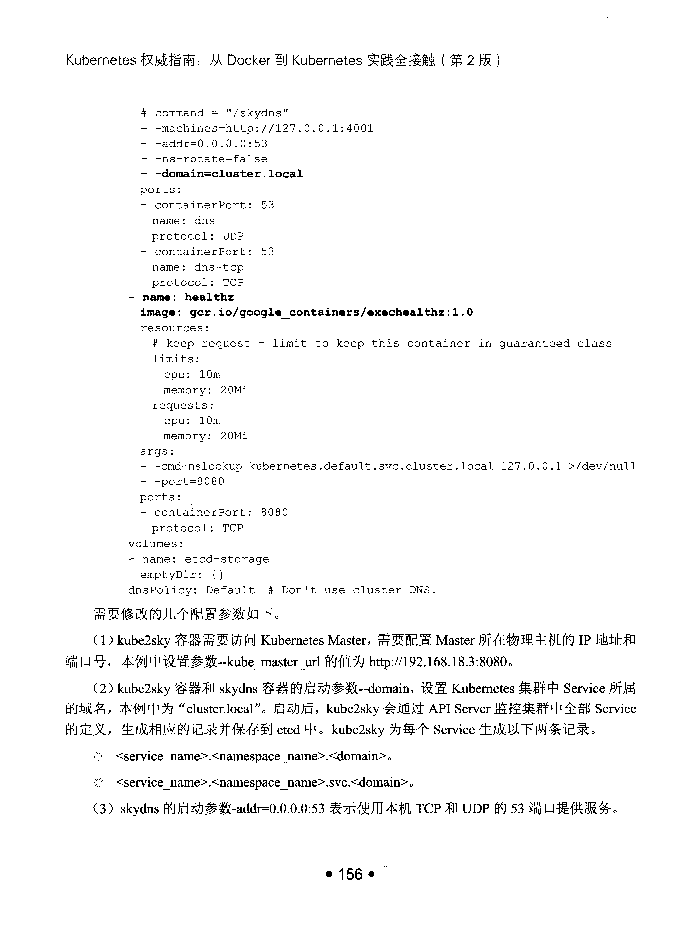 Kubernetes 权威指南：从 Docker 到 Kubernetes 实践全接触（第 2 版）
# command = "/skydns"
- -machines=http://127.0.0.1:4001
- -addr=0.0.0.0:53
- -ns-rotate=false
- -domain=cluster.local
ports:
- containerPort: 53
name: dns
protocol: UDP
- containerPort: 53
name: dns-tcp
protocol: TCP
- name: healthz
image: gcr.io/google_containers/exechealthz:1.0
resources:
# keep request = limit to keep this container in guaranteed class
limits:
cpu: 10m
memory: 20Mi
requests:
cpu: 10m
memory: 20Mi
args:
- -cmd=nslookup kubernetes.default.svc.cluster.local 127.0.0.1 >/dev/null
- -port=8080
ports:
- containerPort: 8080
protocol: TCP
volumes:
- name: etcd-storage
emptyDir: {}
dnsPolicy: Default # Don't use cluster DNS.
需要修改的几个配置参数如下。
（1）kube2sky 容器需要访问 Kubernetes Master，需要配置 Master 所在物理主机的 IP 地址和
端口号，本例中设置参数--kube_master_url 的值为 http://192.168.18.3:8080。
（2）kube2sky 容器和 skydns 容器的启动参数--domain，设置 Kubernetes 集群中 Service 所属
的域名，本例中为“cluster.local”。启动后，kube2sky 会通过 API Server 监控集群中全部 Service
的定义，生成相应的记录并保存到 etcd 中。kube2sky 为每个 Service 生成以下两条记录。
<service_name>.<namespace_name>.<domain>。
<service_name>.<namespace_name>.svc.<domain>。
（3）skydns 的启动参数-addr=0.0.0.0:53 表示使用本机 TCP 和 UDP 的 53 端口提供服务。
• 156 •